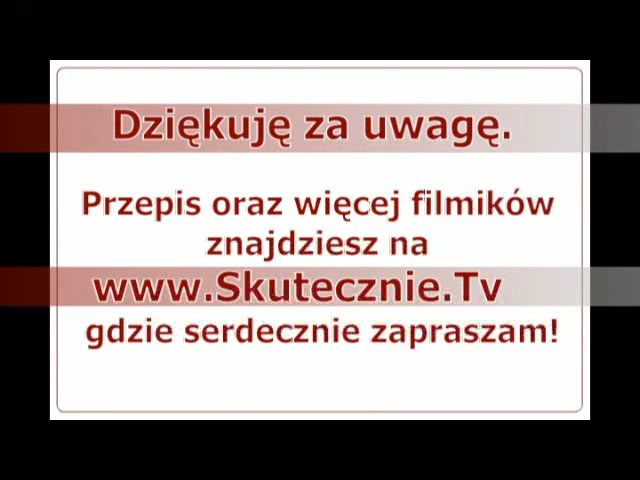 Dziękuję za uwagę.
Przepis oraz więcej filmików
znajdziesz na
www.Skutecznie.Tv
gdzie serdecznie zapraszam!